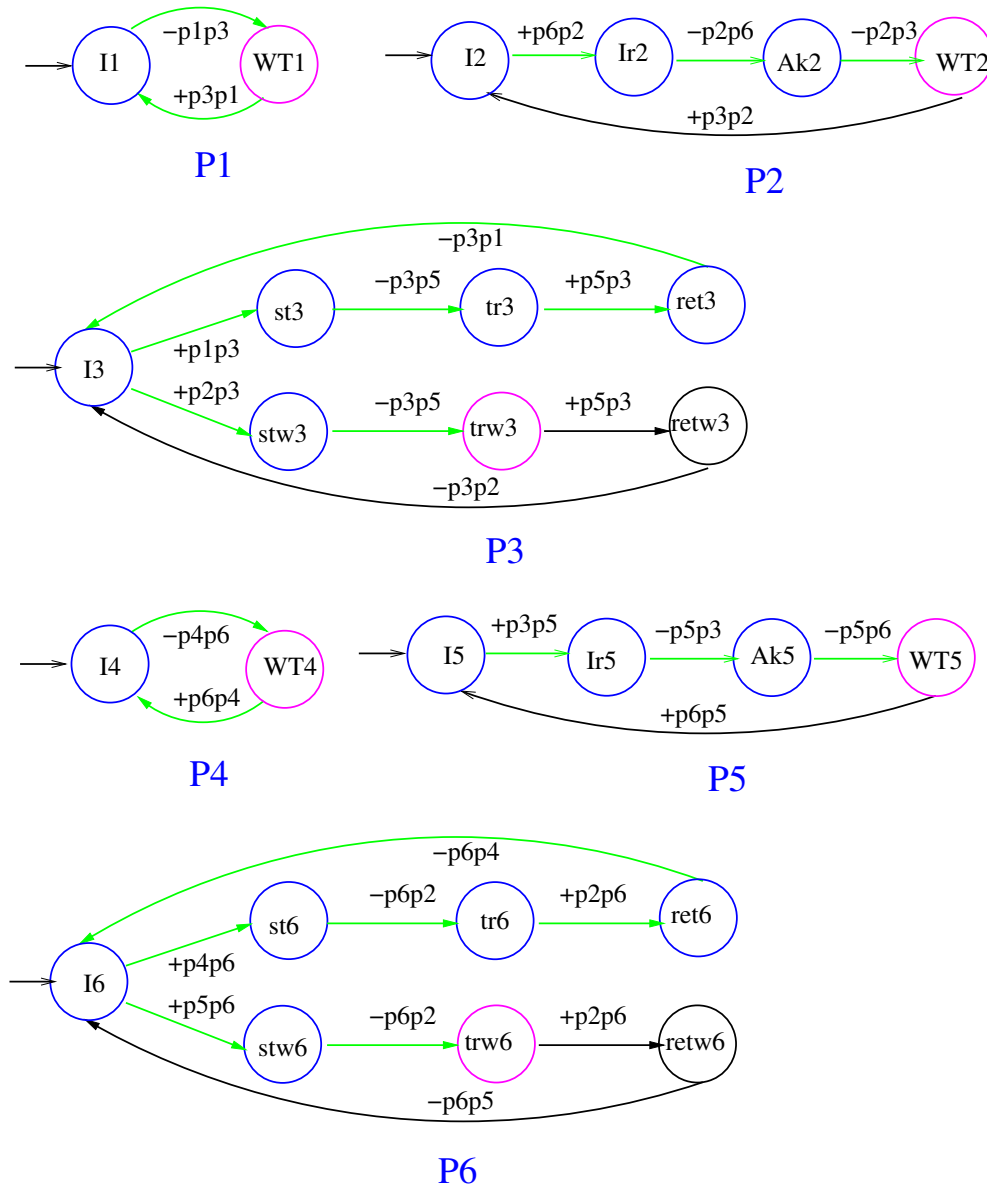 I1
−p1p3
WT1
+p3p1
P1
I2
+p6p2
Ir2
−p2p6
Ak2
−p2p3
WT2
+p3p2
P2
−p3p1
I3
+p1p3
st3
−p3p5
tr3
+p5p3
ret3
+p2p3
stw3
−p3p5
trw3
+p5p3
retw3
−p3p2
P3
I4
−p4p6
WT4
+p6p4
P4
I5
+p3p5
Ir5
−p5p3
Ak5
−p5p6
WT5
+p6p5
P5
−p6p4
I6
+p4p6
st6
−p6p2
tr6
+p2p6
ret6
+p5p6
stw6
−p6p2
trw6
+p2p6
retw6
−p6p5
P6